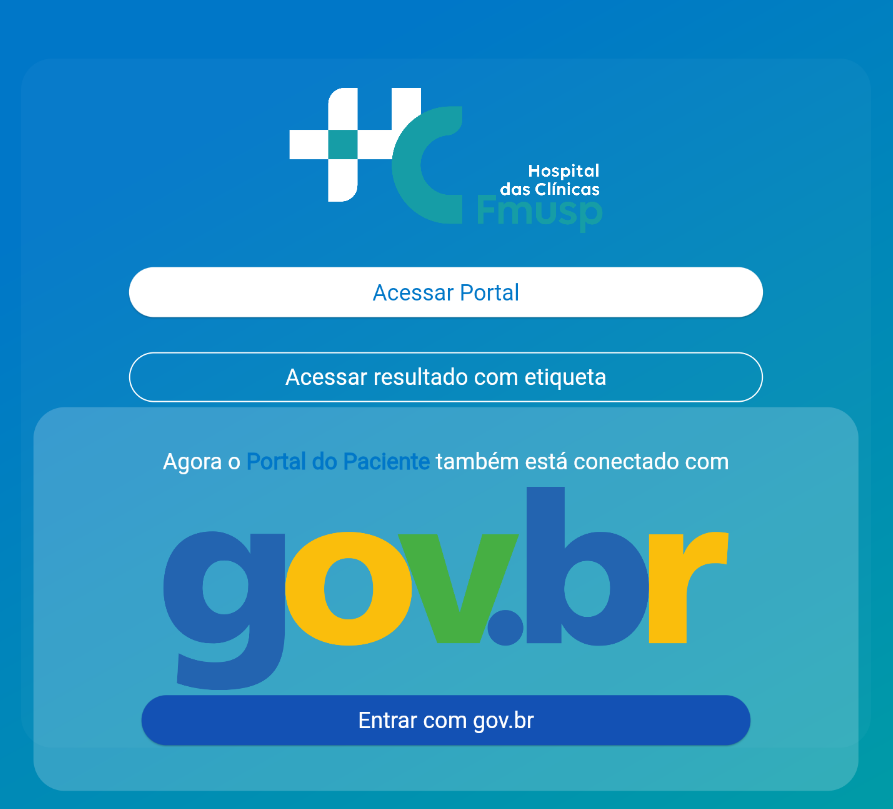 HC
Hospital
das Clínicas
Fmusp
Acessar Portal
Acessar resultado com etiqueta
Agora o Portal do Paciente também está conectado com
gov.br
Entrar com gov.br